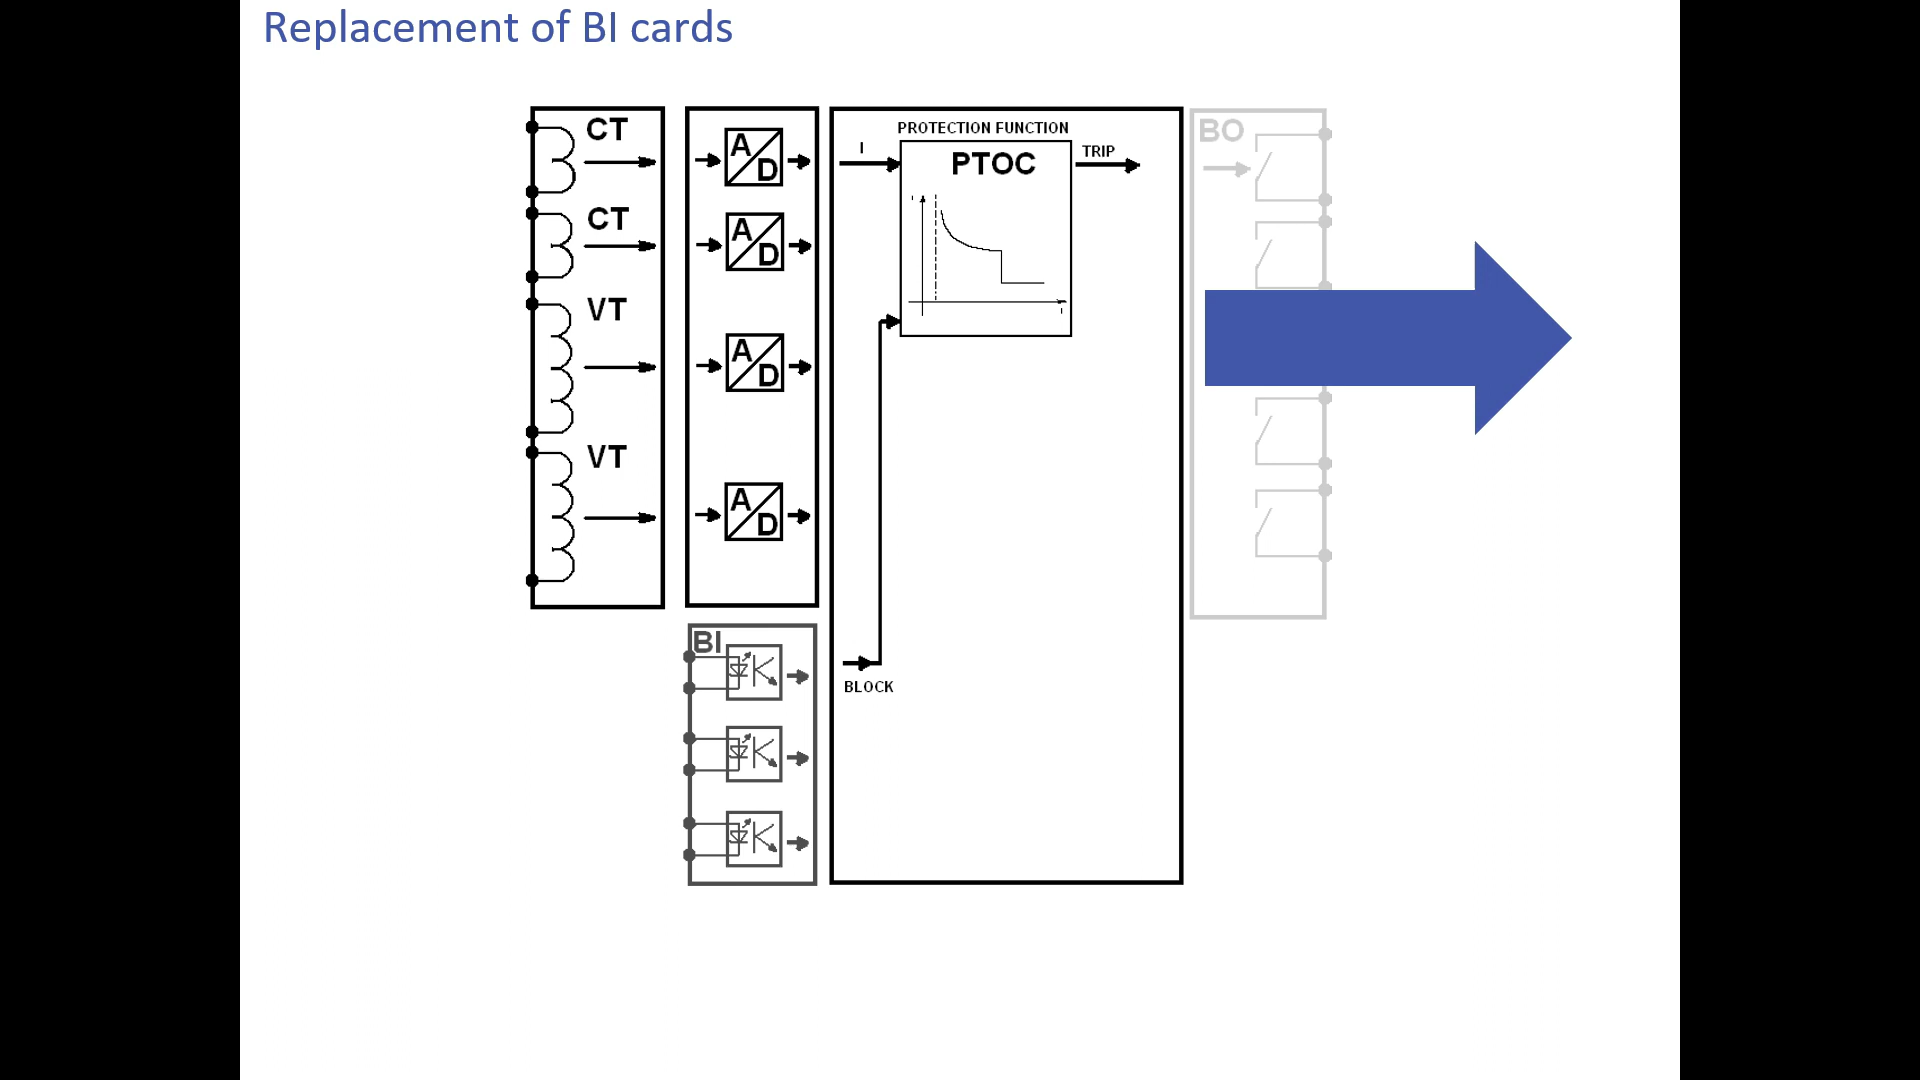 Replacement of BI cards
CT
CT
VT
VT
A
D
A
D
A
D
A
D
BI
PROTECTION FUNCTION
I
PTOC
TRIP
BLOCK
BO